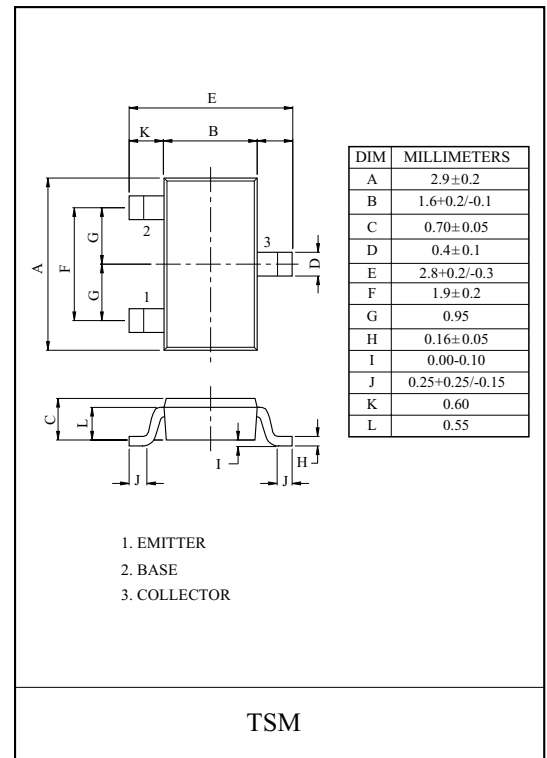 E
K B
A
F
G
G
2
1
3
D
DIM MILLIMETERS
A 2.9±0.2
B 1.6+0.2/-0.1
C 0.70±0.05
D 0.4±0.1
E 2.8+0.2/-0.3
F 1.9±0.2
G 0.95
H 0.16±0.05
I 0.00-0.10
J 0.25+0.25/-0.15
K 0.60
L 0.55
C
L
J
I
H
J
1. EMITTER
2. BASE
3. COLLECTOR
TSM